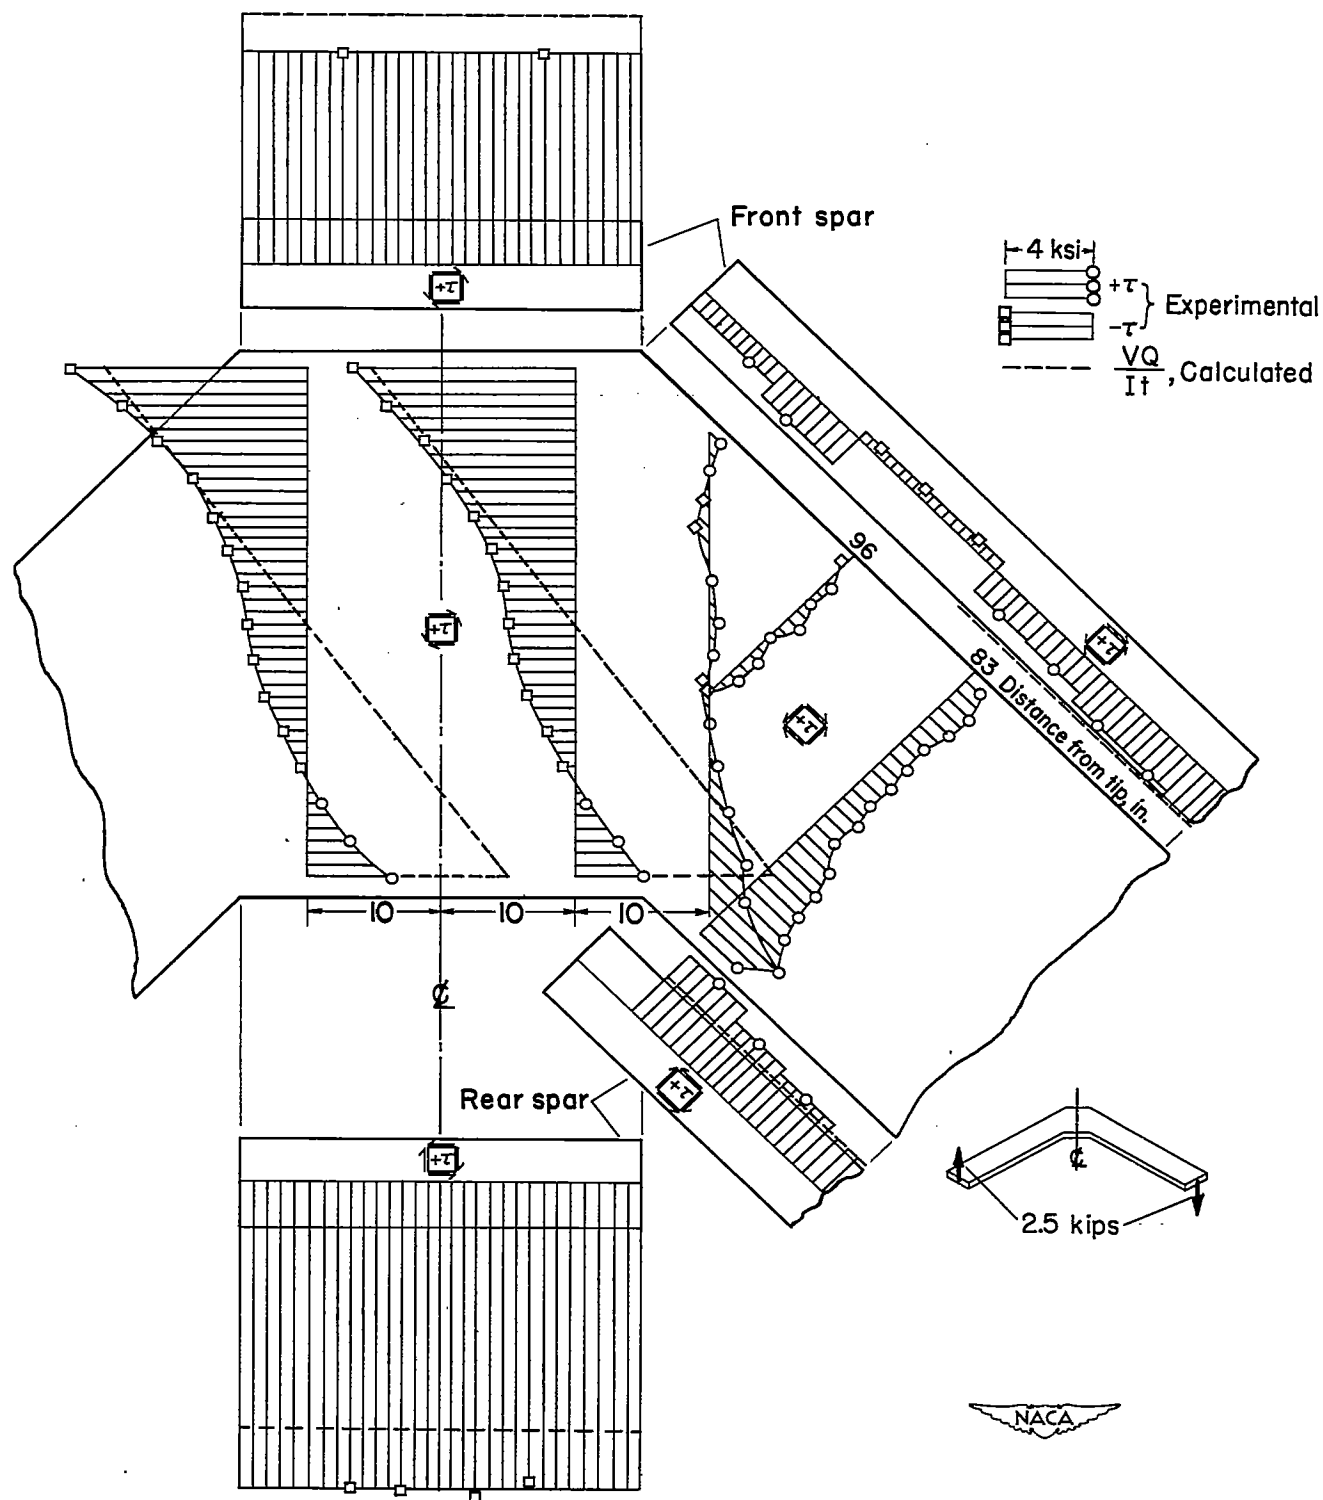 Front spar
+τ
4 ksi
+τ
-τ
Experimental
VQ
It
, Calculated
96
+τ
+τ
83 Distance from tip, in.
+τ
10
10
10
℄
+τ
Rear spar
+τ
℄
2.5 kips
NACA